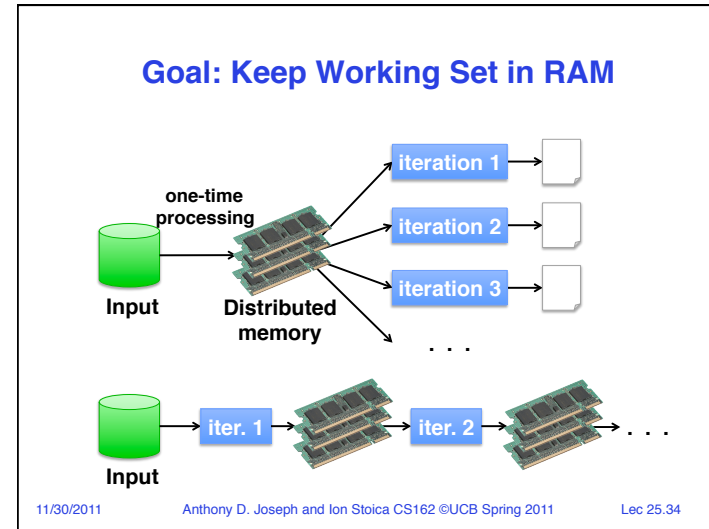 Goal: Keep Working Set in RAM
iteration 1
one-time
processing
iteration 2
Input
Distributed
memory
iteration 3
. . .
iter. 1
iter. 2
. . .
Input
11/30/2011
Anthony D. Joseph and Ion Stoica CS162 ©UCB Spring 2011
Lec 25.34